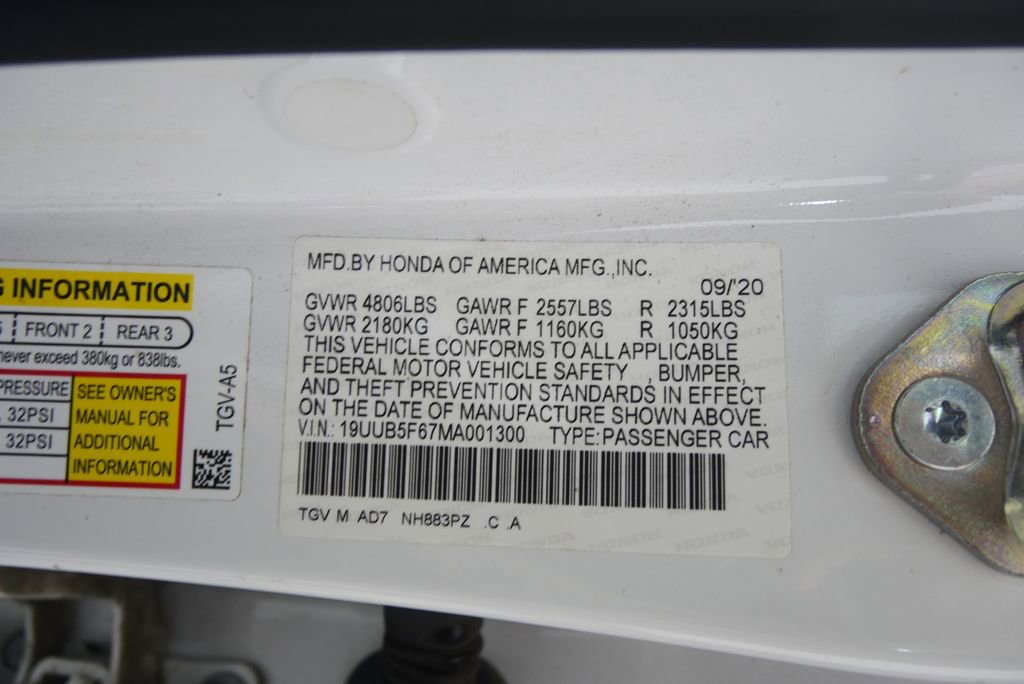 G INFORMATION
FRONT 2 REAR 3
never exceed 380kg or 838lbs.
PRESSURE
32PSI
32PSI
SEE OWNER'S
MANUAL FOR
ADDITIONAL
INFORMATION
TGV-A5
MFD.BY HONDA OF AMERICA MFG.,INC.
09/'20
GVWR 4806LBS GAWR F 2557LBS R 2315LBS
GVWR 2180KG GAWR F 1160KG R 1050KG
THIS VEHICLE CONFORMS TO ALL APPLICABLE
FEDERAL MOTOR VEHICLE SAFETY , BUMPER,
AND THEFT PREVENTION STANDARDS IN EFFECT
ON THE DATE OF MANUFACTURE SHOWN ABOVE.
V.I.N.: 19UUB5F67MA001300 TYPE:PASSENGER CAR
TGV M AD7 NH883PZ .C .A
HONDA HONDA HONDA